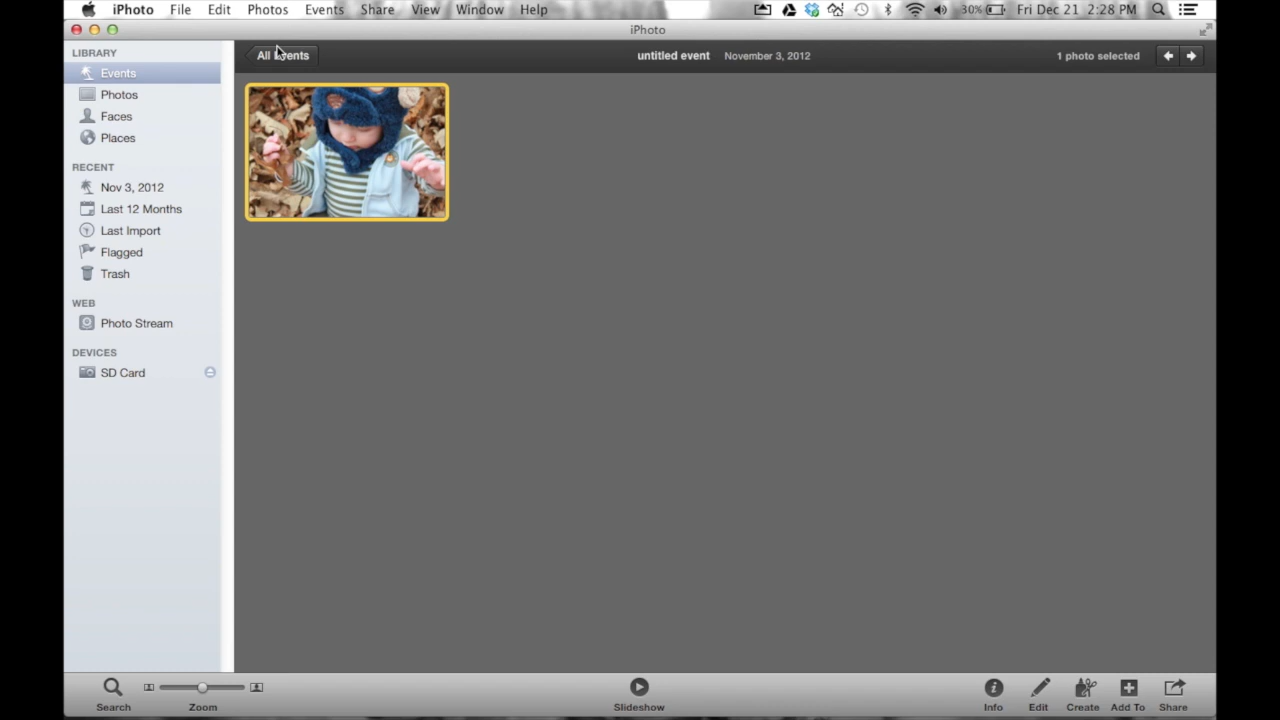 iPhoto File Edit Photos Events Share View Window Help 30% Fri Dec 21 2:28 PM
iPhoto
LIBRARY
Events
Photos
Faces
Places
RECENT
Nov 3, 2012
Last 12 Months
Last Import
Flagged
Trash
WEB
Photo Stream
DEVICES
SD Card
All Events untitled event November 3, 2012 1 photo selected
Search Zoom Slideshow Info Edit Create Add To Share